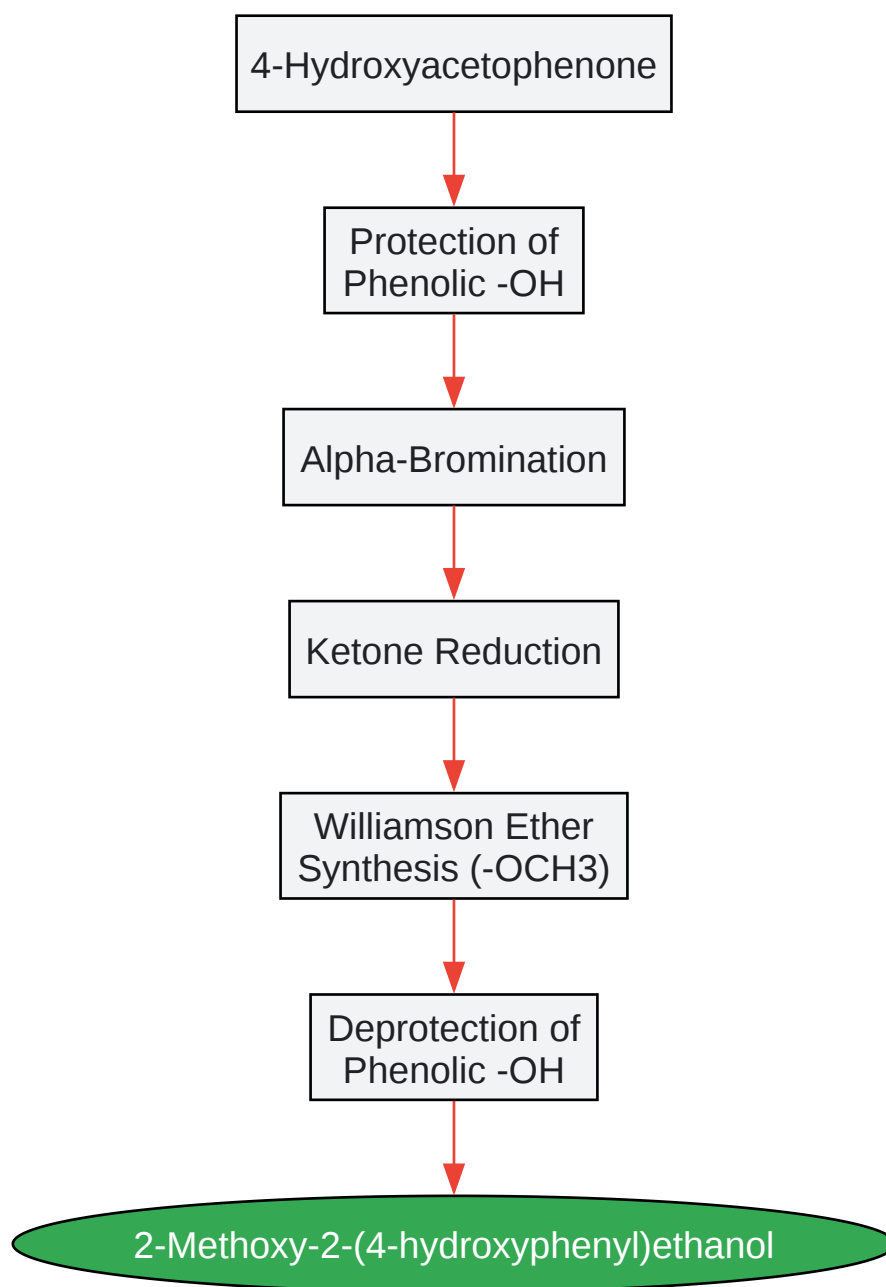 4-Hydroxyacetophenone
Protection of
Phenolic -OH
Alpha-Bromination
Ketone Reduction
Williamson Ether
Synthesis (-OCH3)
Deprotection of
Phenolic -OH
2-Methoxy-2-(4-hydroxyphenyl)ethanol